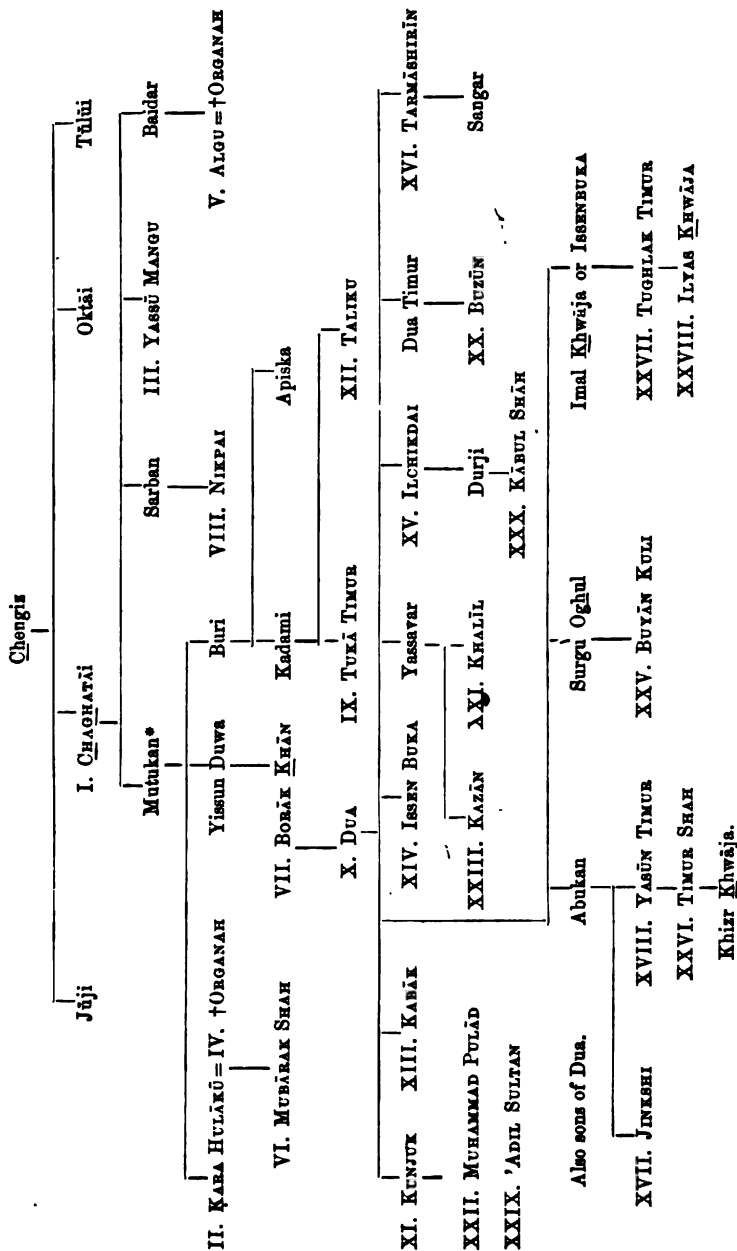 Chengiz
Jūji I. CHAGHATĀI Oktāi Tūlūi
Mutukan* Sarban III. YASSŪ MANGU Baidar
II. KARA HULĀKŪ = IV. †ORGANAH Yissun Duwa Buri VIII. NIKPAI V. ALGU = †ORGANAH
VI. MUBĀRAK SHAH VII. BORĀK KHĀN Kadami Apiska
X. DUA IX. TUKĀ TIMUR XII. TALIKU
XI. KUNJUK XIII. KABĀK XIV. ISSEN BUKA Yassavar XV. ILCHIKDAI Dua Timur XVI. TARMĀSHIRĪN
XXII. MUHAMMAD PULĀD XXIII. KAZĀN XXI. KHALĪL Durji XX. BUZŪN Sangar
XXIX. 'ADIL SULTAN XXX. KĀBUL SHĀH
Also sons of Dua. Abukan Surgu Oghul Imal Khwāja or ISSENBUKA
XVII. JINKSHI XVIII. YASŪN TIMUR XXV. BUYĀN KULI XXVII. TUGHLAK TIMUR
XXVI. TIMUR SHAH XXVIII. ILYAS KHWĀJA
Khizr Khwāja.